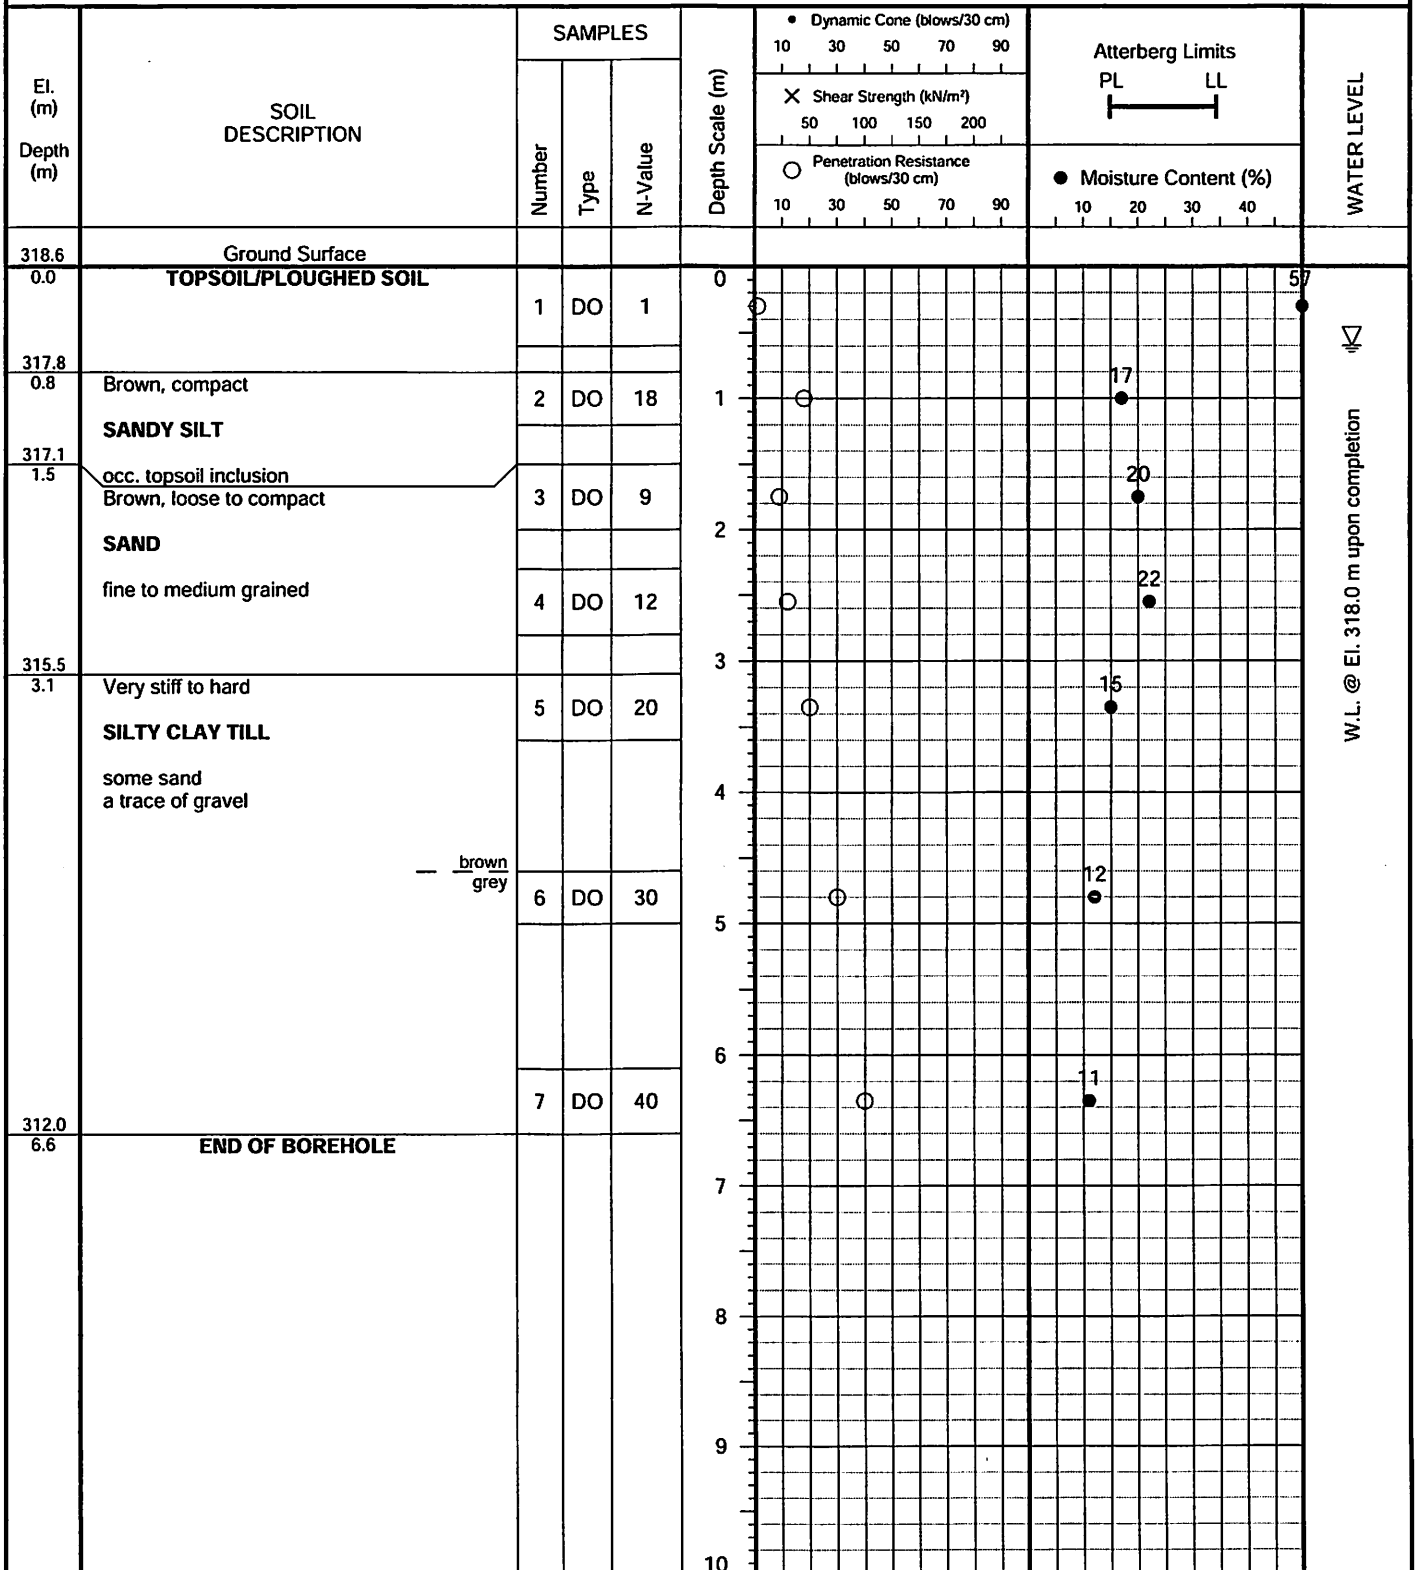 El.
(m)
Depth
(m)
SOIL
DESCRIPTION
SAMPLES
Number
Type
N-Value
Depth Scale (m)
• Dynamic Cone (blows/30 cm)
10 30 50 70 90
✕ Shear Strength (kN/m²)
50 100 150 200
○ Penetration Resistance
(blows/30 cm)
10 30 50 70 90
Atterberg Limits
PL LL
● Moisture Content (%)
10 20 30 40
WATER LEVEL
318.6 Ground Surface
0.0 TOPSOIL/PLOUGHED SOIL 0 57
1 DO 1
317.8
0.8 Brown, compact 17
2 DO 18 1
SANDY SILT
317.1
1.5 occ. topsoil inclusion 20
Brown, loose to compact 3 DO 9
2
SAND
fine to medium grained 22
4 DO 12
3
315.5
3.1 Very stiff to hard 15
5 DO 20
SILTY CLAY TILL
some sand
a trace of gravel
4
brown
grey
12
6 DO 30
5
6
11
7 DO 40
312.0
6.6 END OF BOREHOLE
7
8
9
10
W.L. @ El. 318.0 m upon completion